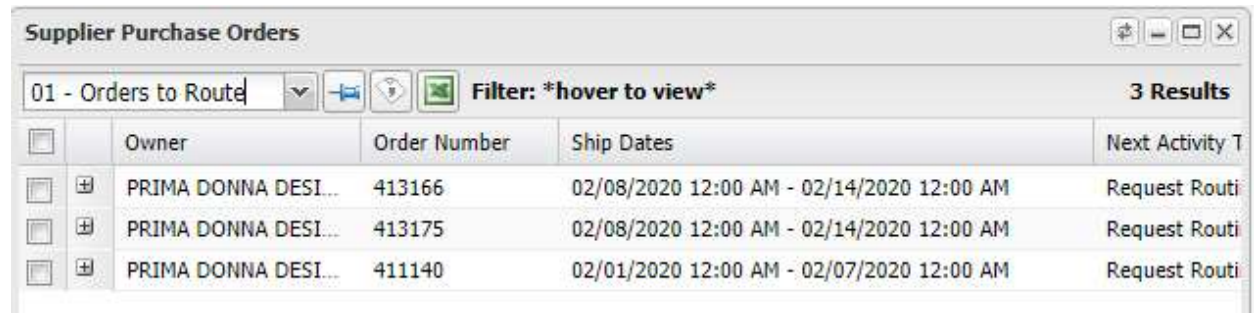 Supplier Purchase Orders
01 - Orders to Route Filter: *hover to view* 3 Results
Owner Order Number Ship Dates Next Activity T
PRIMA DONNA DESI... 413166 02/08/2020 12:00 AM - 02/14/2020 12:00 AM Request Routi
PRIMA DONNA DESI... 413175 02/08/2020 12:00 AM - 02/14/2020 12:00 AM Request Routi
PRIMA DONNA DESI... 411140 02/01/2020 12:00 AM - 02/07/2020 12:00 AM Request Routi